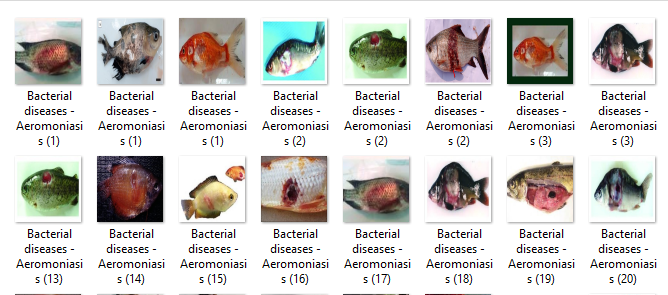 Bacterial
diseases -
Aeromoniasi
s (1)
Bacterial
diseases -
Aeromoniasi
s (1)
Bacterial
diseases -
Aeromoniasi
s (1)
Bacterial
diseases -
Aeromoniasi
s (2)
Bacterial
diseases -
Aeromoniasi
s (2)
Bacterial
diseases -
Aeromoniasi
s (2)
Bacterial
diseases -
Aeromoniasi
s (3)
Bacterial
diseases -
Aeromoniasi
s (3)
Bacterial
diseases -
Aeromoniasi
s (13)
Bacterial
diseases -
Aeromoniasi
s (14)
Bacterial
diseases -
Aeromoniasi
s (15)
Bacterial
diseases -
Aeromoniasi
s (16)
Bacterial
diseases -
Aeromoniasi
s (17)
Bacterial
diseases -
Aeromoniasi
s (18)
Bacterial
diseases -
Aeromoniasi
s (19)
Bacterial
diseases -
Aeromoniasi
s (20)